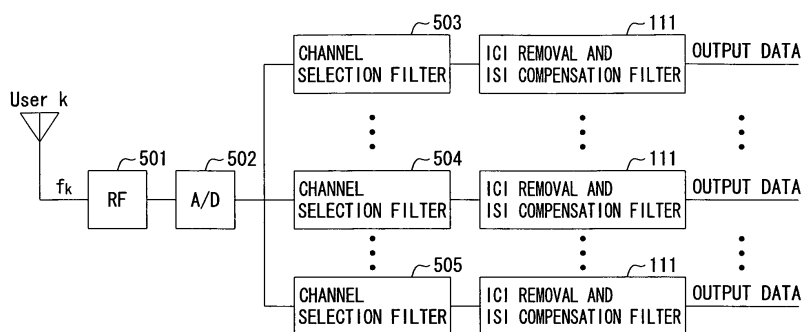 503
111
CHANNEL
SELECTION FILTER
ICI REMOVAL AND
ISI COMPENSATION FILTER
OUTPUT DATA
User k
501
502
504
111
fk
RF
A/D
CHANNEL
SELECTION FILTER
ICI REMOVAL AND
ISI COMPENSATION FILTER
OUTPUT DATA
505
111
CHANNEL
SELECTION FILTER
ICI REMOVAL AND
ISI COMPENSATION FILTER
OUTPUT DATA